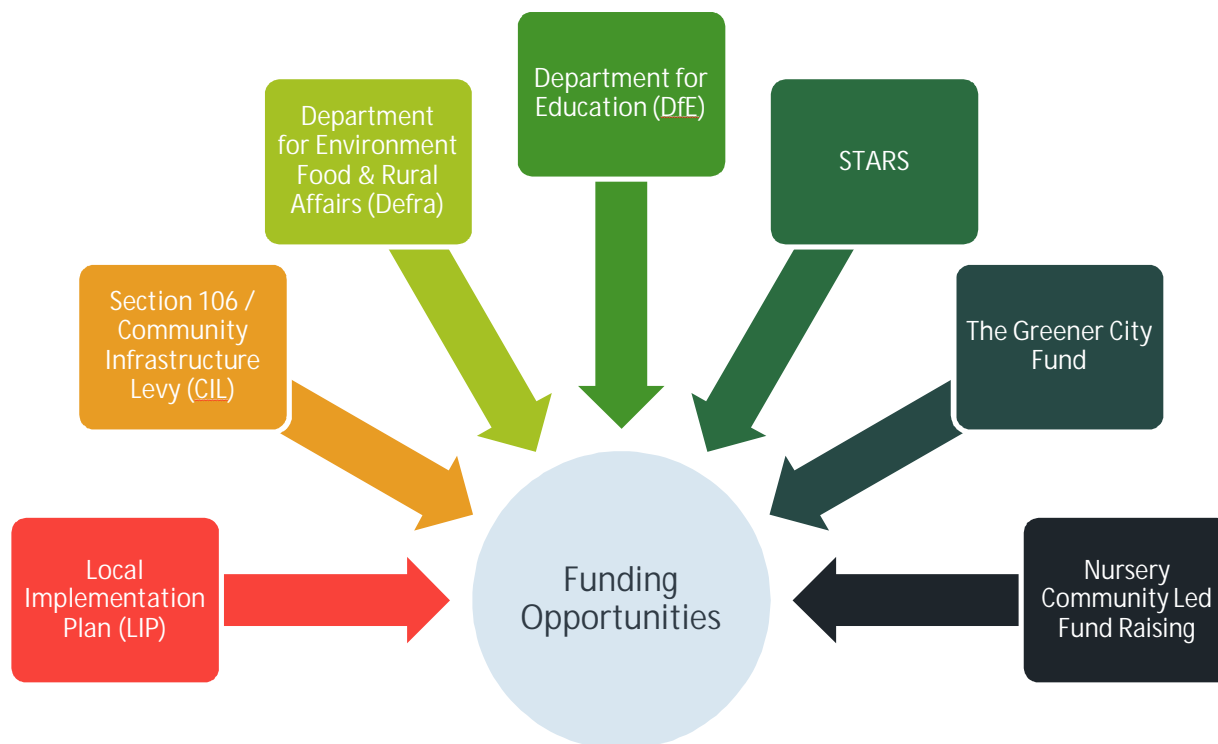 Department for
Education (DfE)
Department
for Environment
Food & Rural
Affairs (Defra)
STARS
Section 106 /
Community
Infrastructure
Levy (CIL)
The Greener City
Fund
Local
Implementation
Plan (LIP)
Funding
Opportunities
Nursery
Community Led
Fund Raising